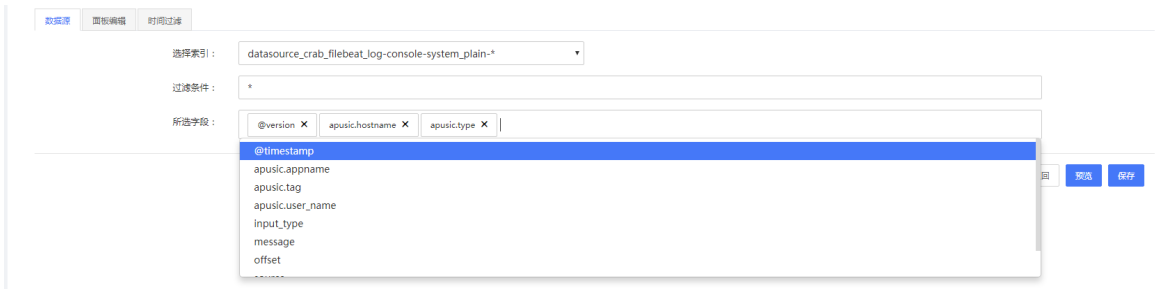 数据源 面板编辑 时间过滤
选择索引： datasource_crab_filebeat_log-console-system_plain-*
过滤条件： *
所选字段： @version × apusic.hostname × apusic.type ×
@timestamp
apusic.appname
回 预览 保存
apusic.tag
apusic.user_name
input_type
message
offset